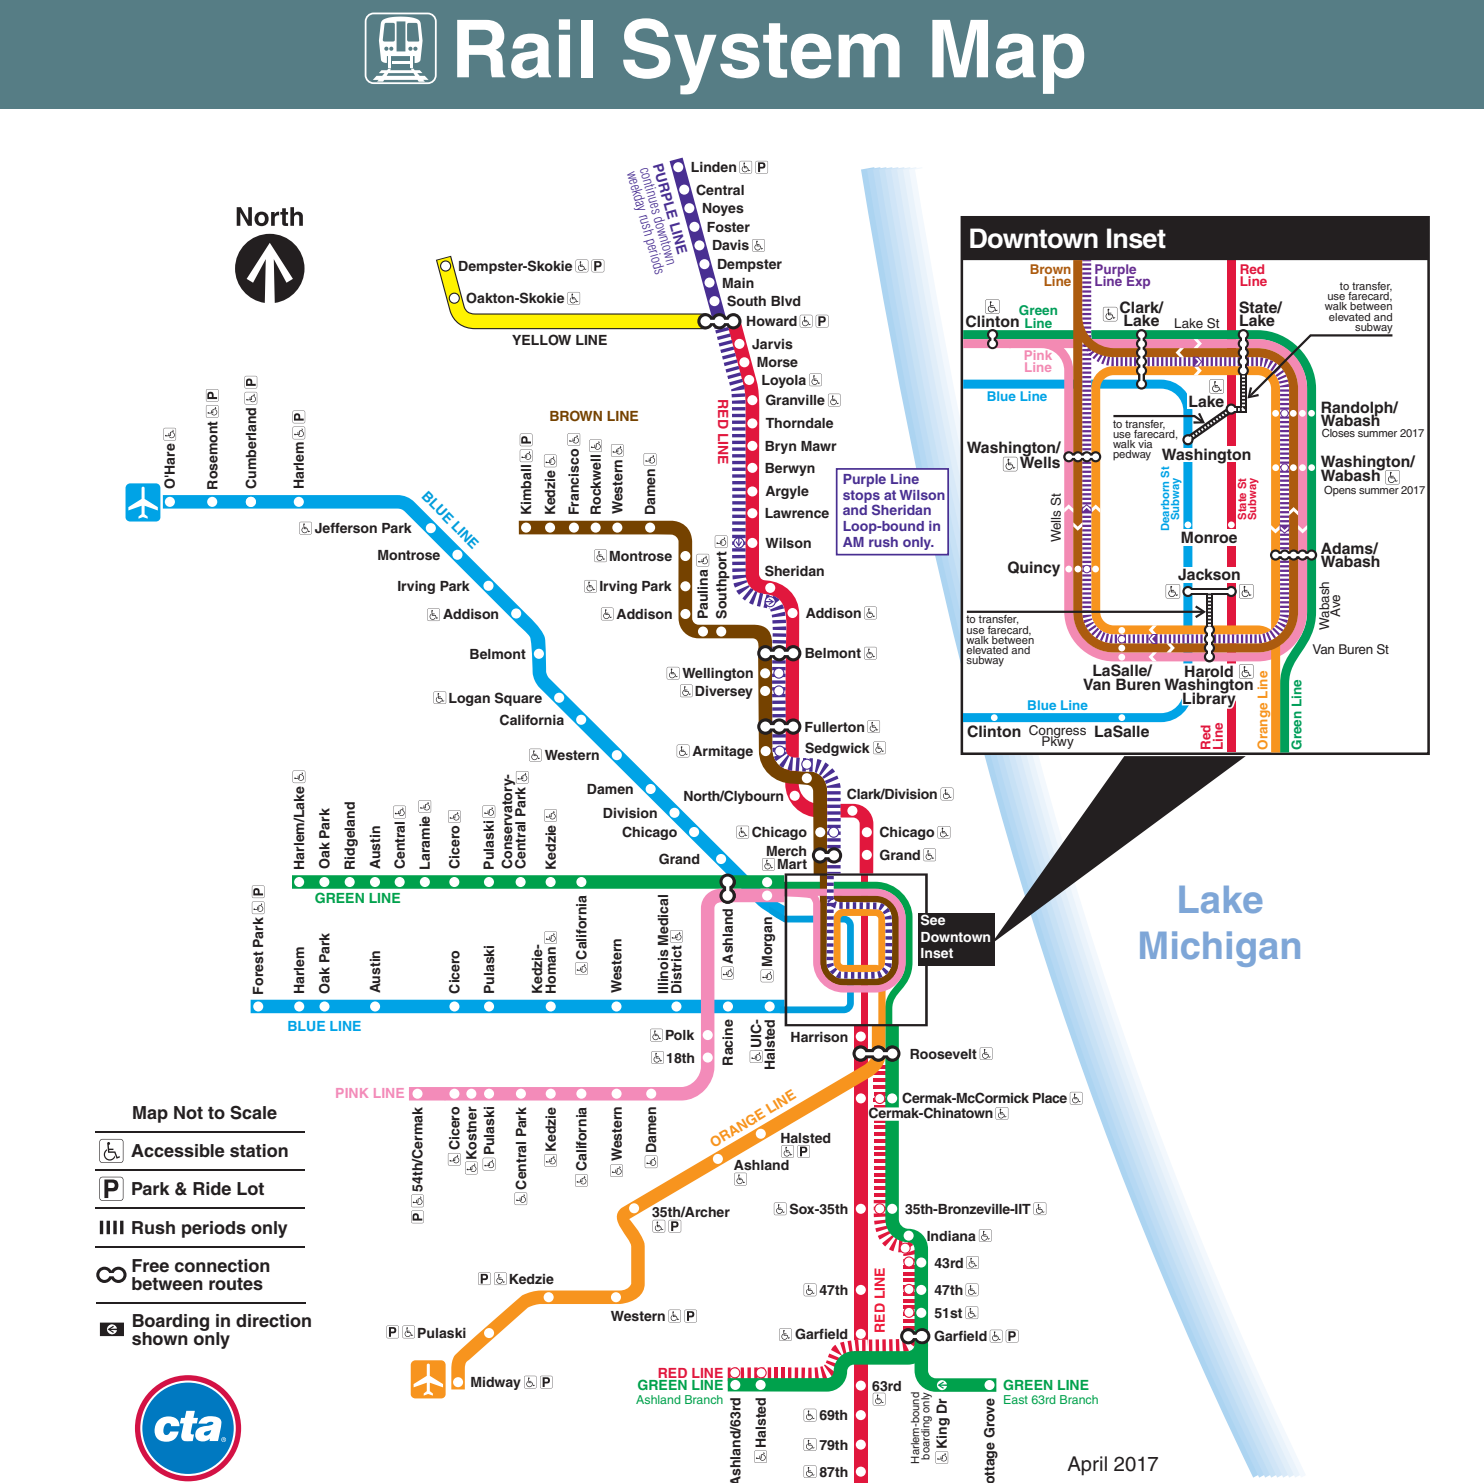 Rail System Map
North
PURPLE LINE
continues downtown
weekday rush periods
Linden P
Central
Noyes
Foster
Davis
Dempster
Main
South Blvd
Howard P
Dempster-Skokie P
Oakton-Skokie
YELLOW LINE
Jarvis
Morse
Loyola
Granville
Thorndale
Bryn Mawr
Berwyn
Argyle
Lawrence
Wilson
Sheridan
Addison
Belmont
Fullerton
Sedgwick
RED LINE
Purple Line
stops at Wilson
and Sheridan
Loop-bound in
AM rush only.
BROWN LINE
Kimball P
Kedzie
Francisco
Rockwell
Western
Damen
Montrose
Irving Park
Addison
Paulina
Southport
Wellington
Diversey
Armitage
North/Clybourn
Clark/Division
Chicago
Chicago
Merch
Mart
Grand
O'Hare
Rosemont P
Cumberland P
Harlem P
BLUE LINE
Jefferson Park
Montrose
Irving Park
Addison
Belmont
Logan Square
California
Western
Damen
Division
Chicago
Grand
Harlem/Lake
Oak Park
Ridgeland
Austin
Central
Laramie
Cicero
Pulaski
Conservatory-
Central Park
Kedzie
GREEN LINE
California
Ashland
Morgan
Forest Park P
Harlem
Oak Park
Austin
Cicero
Pulaski
Kedzie-
Homan
Western
Illinois Medical
District
BLUE LINE
Racine
UIC-
Halsted
Polk
18th
PINK LINE
P 54th/Cermak
Cicero
Kostner
Pulaski
Central Park
Kedzie
California
Western
Damen
See
Downtown
Inset
Harrison
Roosevelt
Cermak-McCormick Place
Cermak-Chinatown
ORANGE LINE
Halsted
P
Ashland
35th/Archer
P
P Kedzie
Western P
P Pulaski
Midway P
Sox-35th
35th-Bronzeville-IIT
Indiana
43rd
47th
47th
51st
RED LINE
Garfield
Garfield P
RED LINE
GREEN LINE
Ashland Branch
Ashland/63rd
Halsted
63rd
69th
79th
87th
Harlem-bound
boarding only
King Dr
ottage Grove
GREEN LINE
East 63rd Branch
Downtown Inset
Brown
Line
Purple
Line Exp
Red
Line
Clinton
Green
Line
Pink
Line
Blue Line
Clark/
Lake
Lake St
State/
Lake
to transfer,
use farecard,
walk between
elevated and
subway
Lake
to transfer,
use farecard,
walk via
pedway
Washington
Randolph/
Wabash
Closes summer 2017
Washington/
Wells
Washington/
Wabash
Opens summer 2017
Wells St
Dearborn St
Subway
State St
Subway
Monroe
Quincy
Adams/
Wabash
Jackson
Wabash
Ave
to transfer,
use farecard,
walk between
elevated and
subway
LaSalle/
Van Buren
Harold
Washington
Library
Van Buren St
Blue Line
Clinton
Congress
Pkwy
LaSalle
Red
Line
Orange Line
Green Line
Lake
Michigan
Map Not to Scale
Accessible station
P Park & Ride Lot
Rush periods only
Free connection
between routes
Boarding in direction
shown only
cta
April 2017